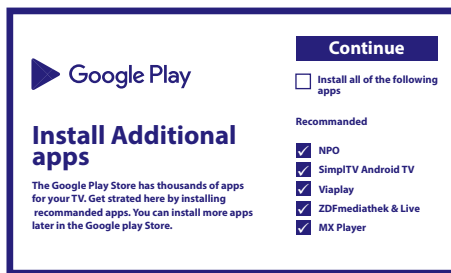 Google Play
Install Additional
apps
The Google Play Store has thousands of apps
for your TV. Get strated here by installing
recommanded apps. You can install more apps
later in the Google play Store.
Continue
Install all of the following
apps
Recommanded
NPO
SimplTV Android TV
Viaplay
ZDFmediathek & Live
MX Player